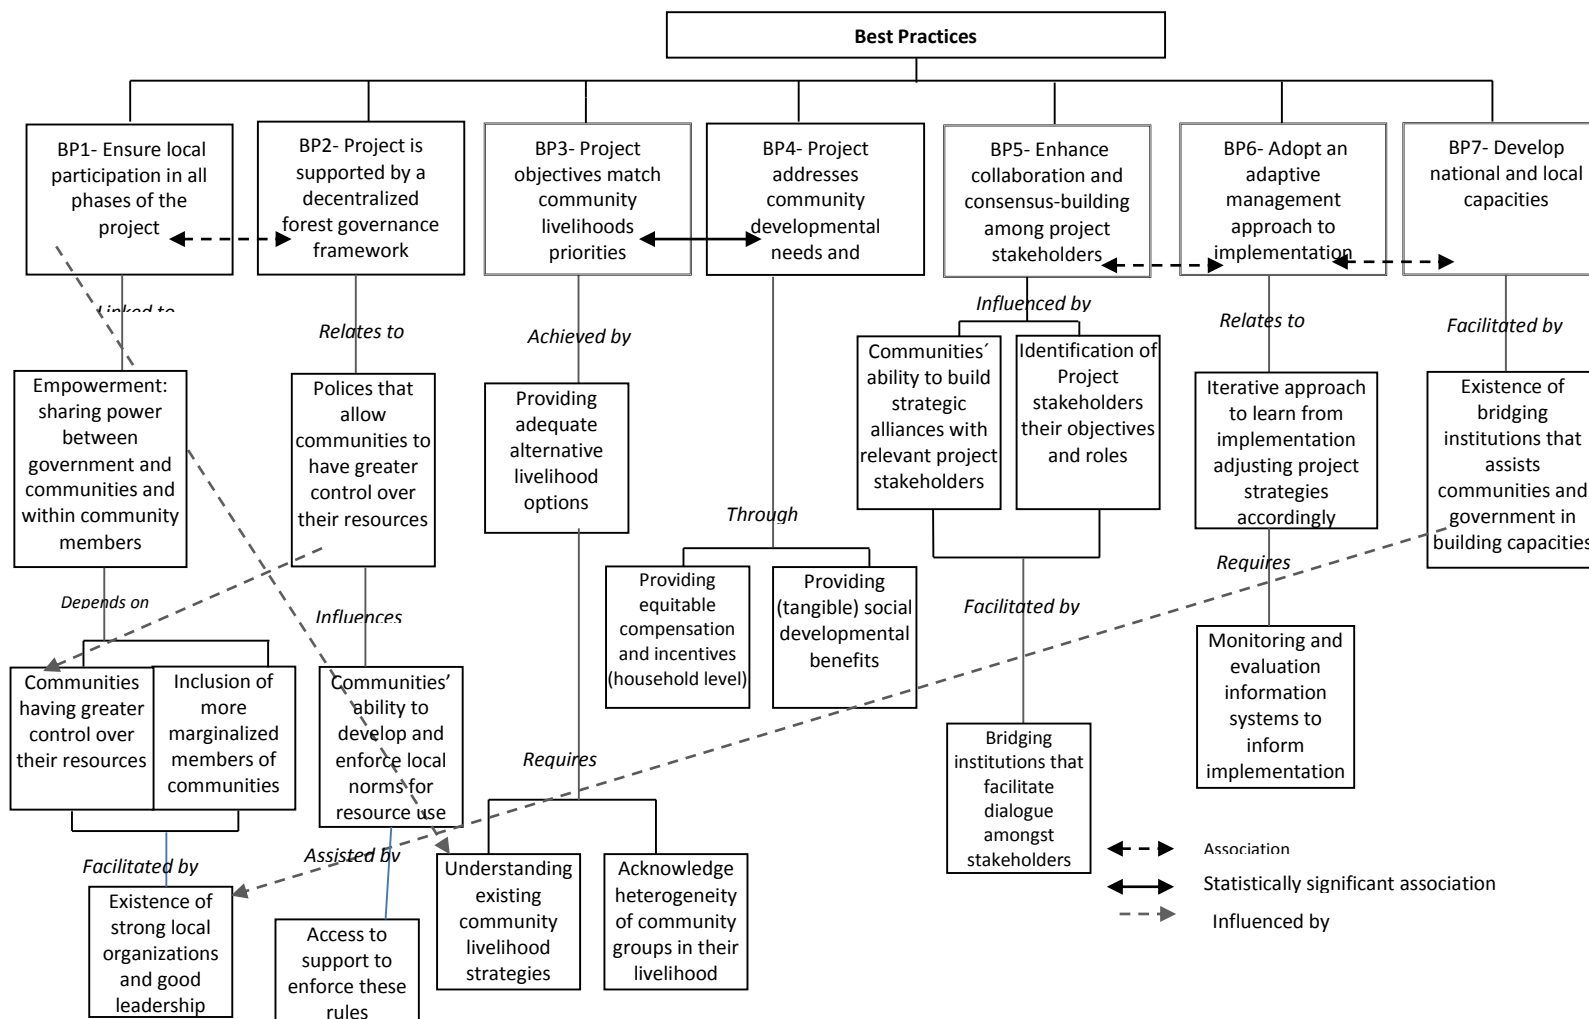 Best Practices
BP1- Ensure local
participation in all
phases of the
project
BP2- Project is
supported by a
decentralized
forest governance
framework
BP3- Project
objectives match
community
livelihoods
priorities
BP4- Project
addresses
community
developmental
needs and
BP5- Enhance
collaboration and
consensus-building
among project
stakeholders
BP6- Adopt an
adaptive
management
approach to
implementation
BP7- Develop
national and local
capacities
Linked to
Relates to
Achieved by
Influenced by
Relates to
Facilitated by
Empowerment:
sharing power
between
government and
communities and
within community
members
Polices that
allow
communities to
have greater
control over
their resources
Providing
adequate
alternative
livelihood
options
Communities´
ability to build
strategic
alliances with
relevant project
stakeholders
Identification of
Project
stakeholders
their objectives
and roles
Iterative approach
to learn from
implementation
adjusting project
strategies
accordingly
Existence of
bridging
institutions that
assists
communities and
government in
building capacities
Depends on
Influences
Through
Facilitated by
Requires
Providing
equitable
compensation
and incentives
(household level)
Providing
(tangible) social
developmental
benefits
Communities
having greater
control over
their resources
Inclusion of
more
marginalized
members of
communities
Communities’
ability to
develop and
enforce local
norms for
resource use
Monitoring and
evaluation
information
systems to
inform
implementation
Requires
Bridging
institutions that
facilitate
dialogue
amongst
stakeholders
Facilitated by
Assisted by
Existence of
strong local
organizations
and good
leadership
Access to
support to
enforce these
rules
Understanding
existing
community
livelihood
strategies
Acknowledge
heterogeneity
of community
groups in their
livelihood
Association
Statistically significant association
Influenced by